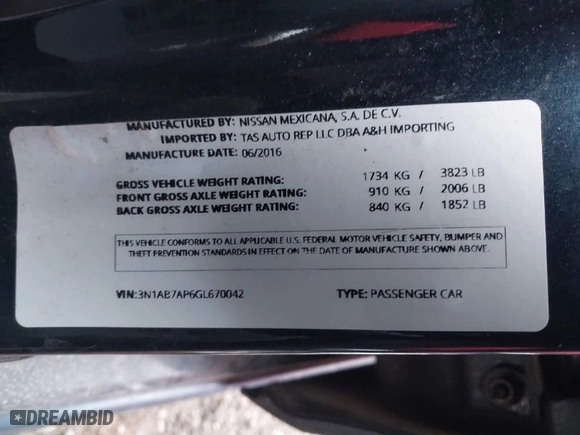 MANUFACTURED BY: NISSAN MEXICANA, S.A. DE C.V.
IMPORTED BY: TAS AUTO REP LLC DBA A&H IMPORTING
MANUFACTURE DATE: 06/2016
GROSS VEHICLE WEIGHT RATING: 1734 KG / 3823 LB
FRONT GROSS AXLE WEIGHT RATING: 910 KG / 2006 LB
BACK GROSS AXLE WEIGHT RATING: 840 KG / 1852 LB
THIS VEHICLE CONFORMS TO ALL APPLICABLE U.S. FEDERAL MOTOR VEHICLE SAFETY, BUMPER AND
THEFT PREVENTION STANDARDS IN EFFECT ON THE DATE OF MANUFACTURE SHOWN ABOVE.
VIN: 3N1AB7AP6GL670042 TYPE: PASSENGER CAR
DREAMBID